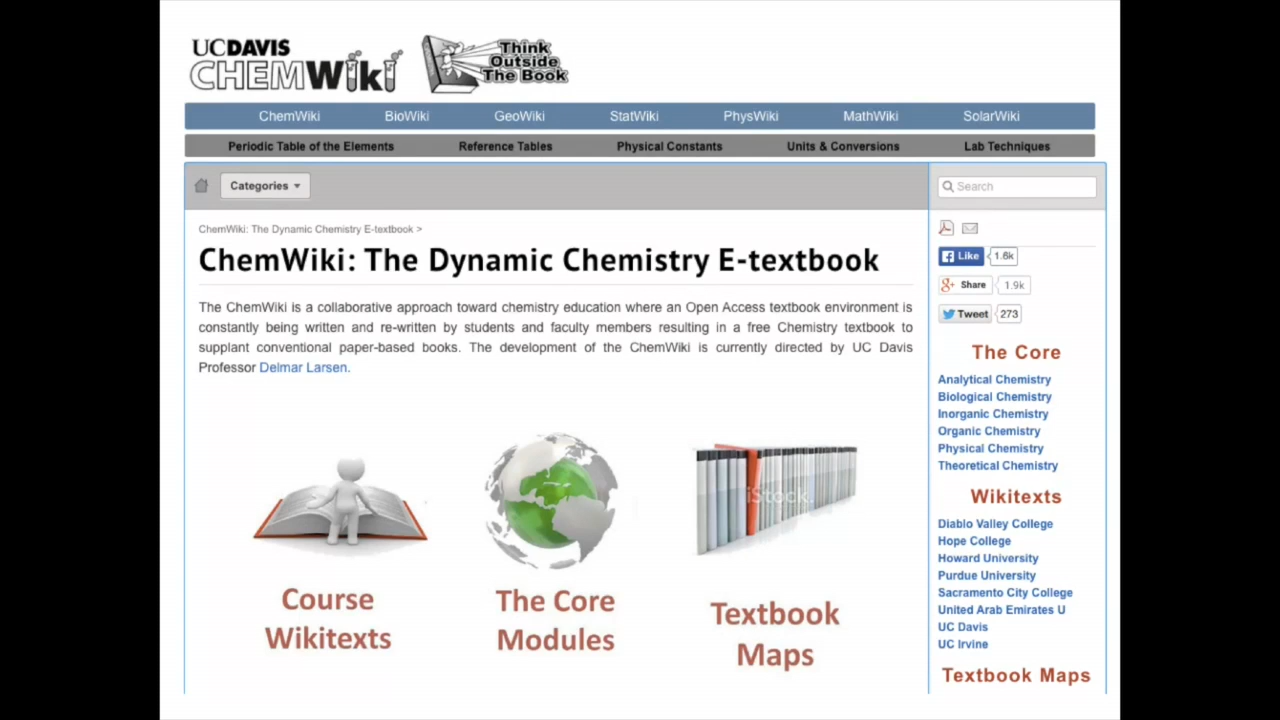 UCDAVIS
CHEMWiki
Think
Outside
The Book
ChemWiki BioWiki GeoWiki StatWiki PhysWiki MathWiki SolarWiki
Periodic Table of the Elements Reference Tables Physical Constants Units & Conversions Lab Techniques
Categories
Search
ChemWiki: The Dynamic Chemistry E-textbook >
ChemWiki: The Dynamic Chemistry E-textbook
The ChemWiki is a collaborative approach toward chemistry education where an Open Access textbook environment is
constantly being written and re-written by students and faculty members resulting in a free Chemistry textbook to
supplant conventional paper-based books. The development of the ChemWiki is currently directed by UC Davis
Professor Delmar Larsen.
iStock.
Course
Wikitexts
The Core
Modules
Textbook
Maps
Like 1.6k
g+ Share 1.9k
Tweet 273
The Core
Analytical Chemistry
Biological Chemistry
Inorganic Chemistry
Organic Chemistry
Physical Chemistry
Theoretical Chemistry
Wikitexts
Diablo Valley College
Hope College
Howard University
Purdue University
Sacramento City College
United Arab Emirates U
UC Davis
UC Irvine
Textbook Maps